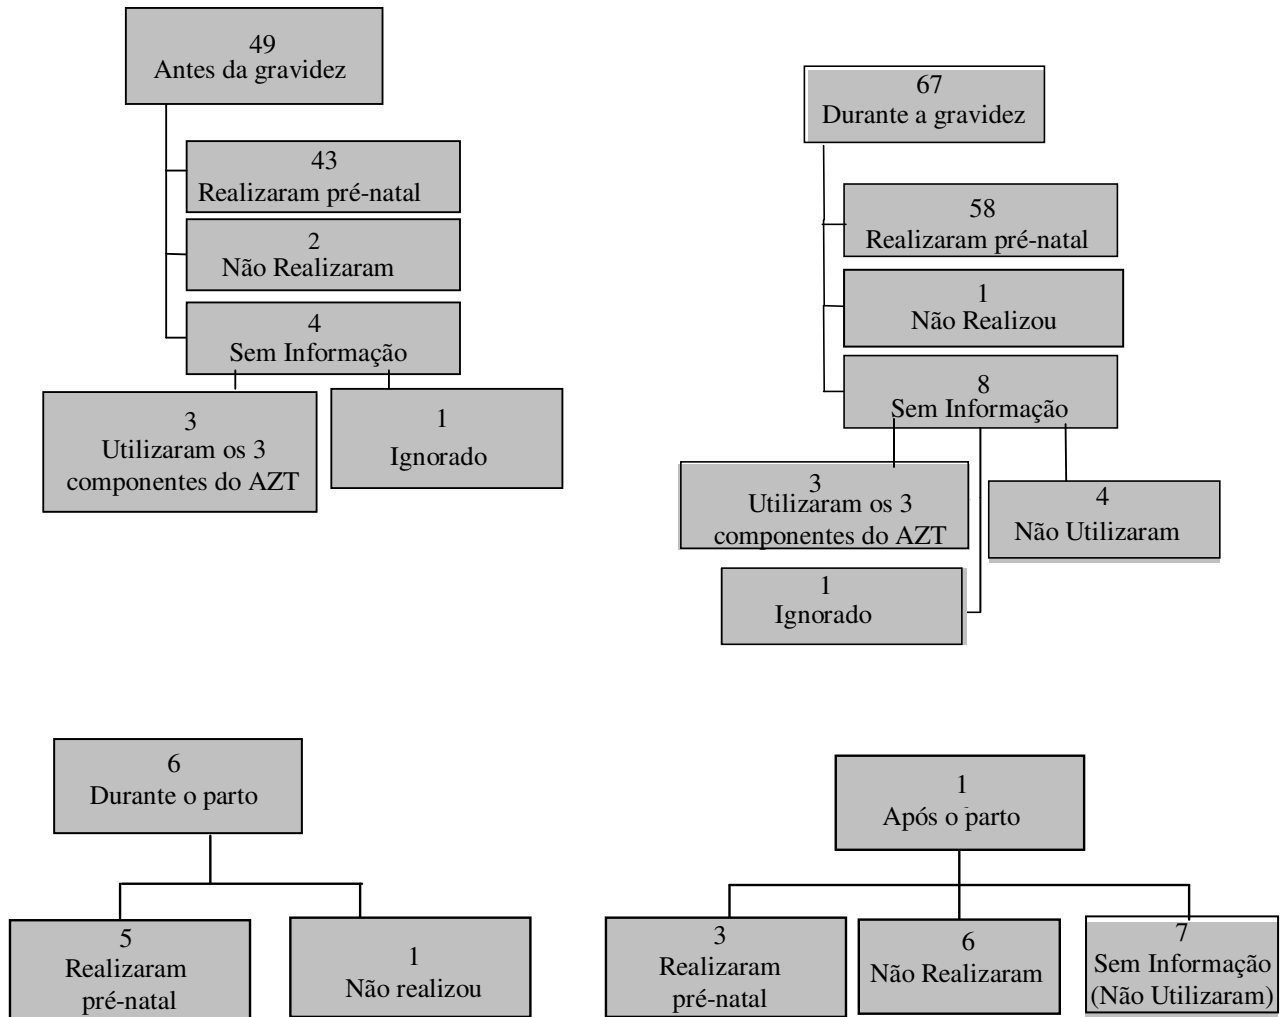 49
Antes da gravidez
43
Realizaram pré-natal
2
Não Realizaram
4
Sem Informação
3
Utilizaram os 3
componentes do AZT
1
Ignorado
67
Durante a gravidez
58
Realizaram pré-natal
1
Não Realizou
8
Sem Informação
3
Utilizaram os 3
componentes do AZT
4
Não Utilizaram
1
Ignorado
6
Durante o parto
5
Realizaram
pré-natal
1
Não realizou
1
Após o parto
3
Realizaram
pré-natal
6
Não Realizaram
7
Sem Informação
(Não Utilizaram)